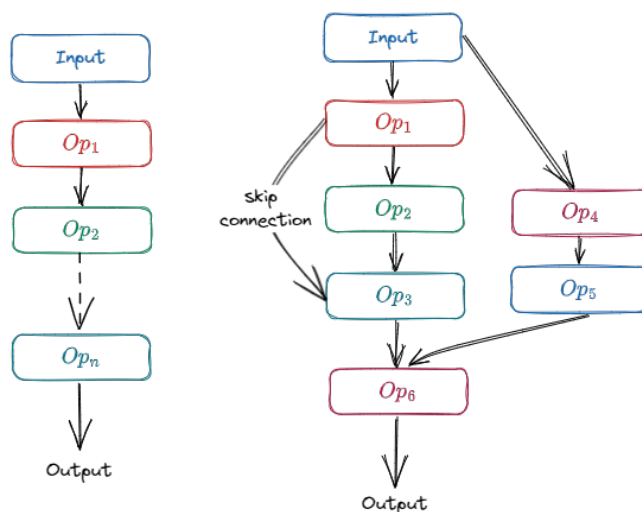 Input
Op₁
Op₂
Opₙ
Output
Input
Op₁
skip
connection
Op₂
Op₄
Op₃
Op₅
Op₆
Output